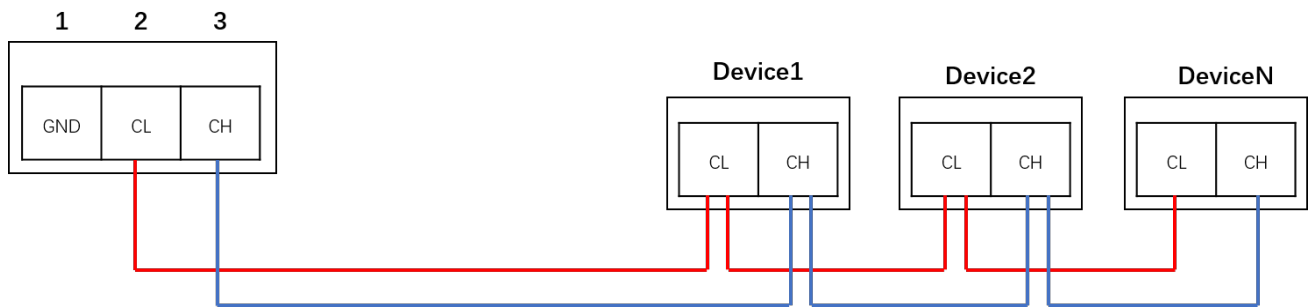 1 2 3
GND CL CH
Device1 Device2 DeviceN
CL CH CL CH CL CH